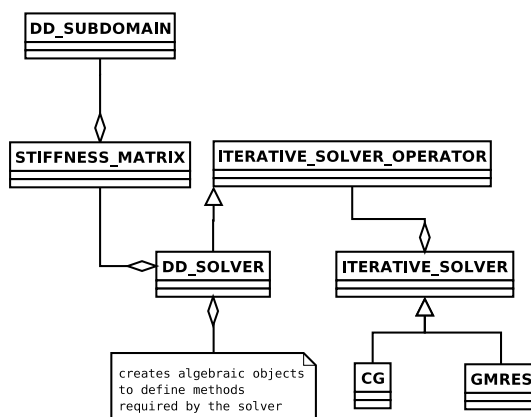 DD_SUBDOMAIN
STIFFNESS_MATRIX
ITERATIVE_SOLVER_OPERATOR
DD_SOLVER
ITERATIVE_SOLVER
creates algebraic objects
to define methods
required by the solver
CG
GMRES